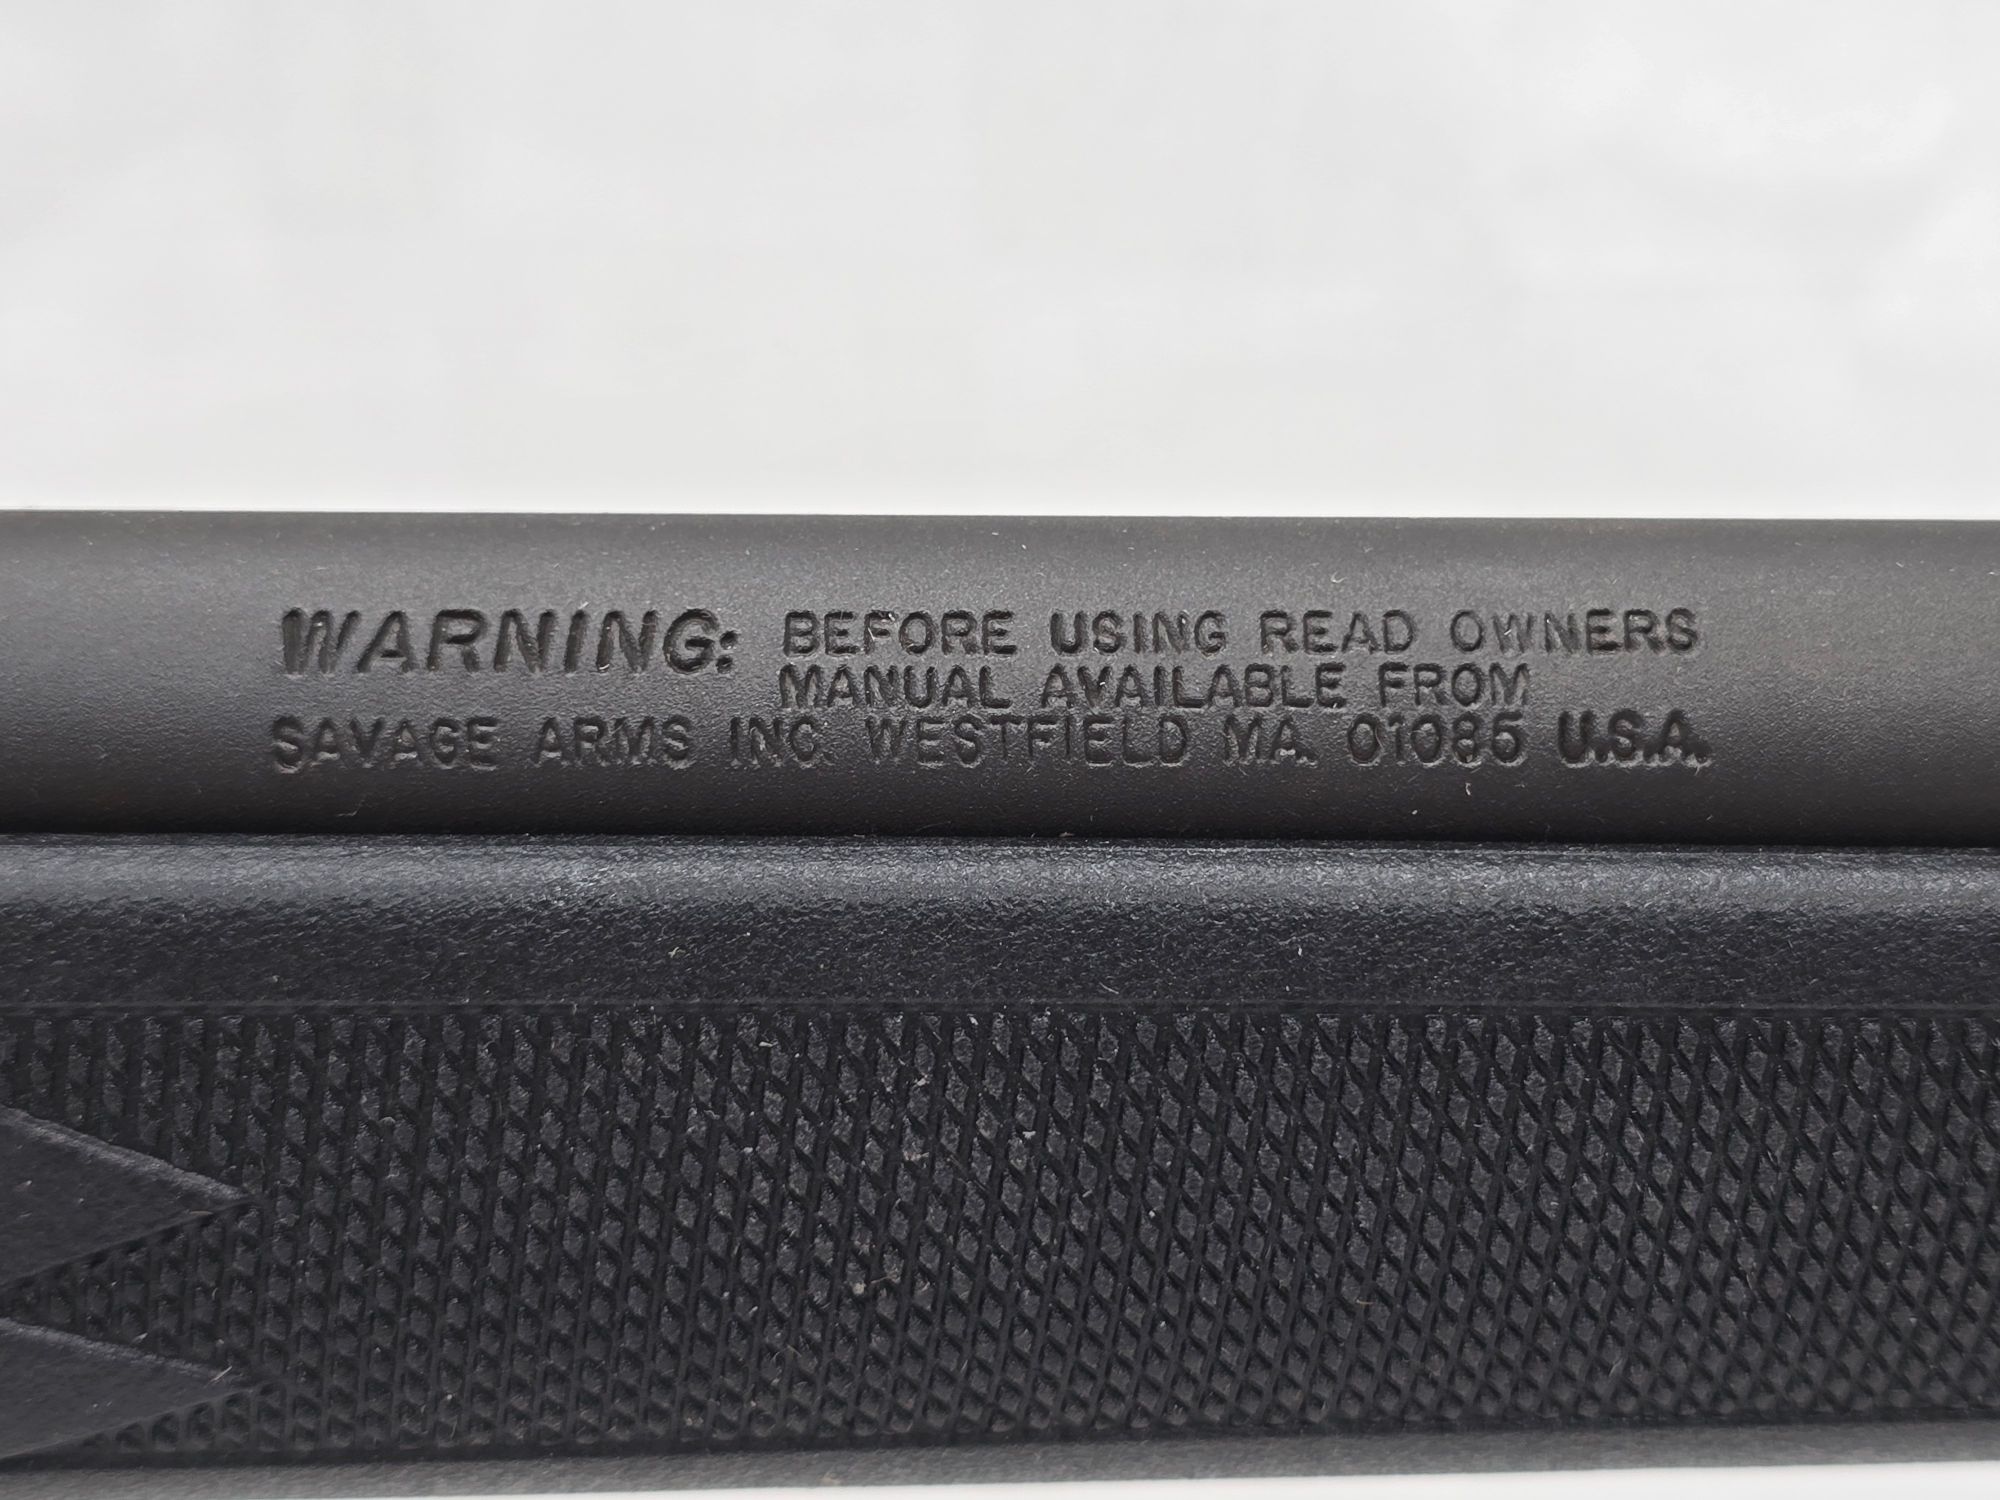 WARNING: BEFORE USING READ OWNERS
MANUAL AVAILABLE FROM
SAVAGE ARMS INC. WESTFIELD MA. 01085 U.S.A.